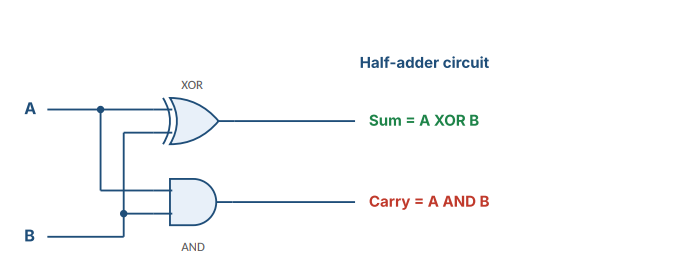 Half-adder circuit
XOR
A
Sum = A XOR B
Carry = A AND B
B
AND